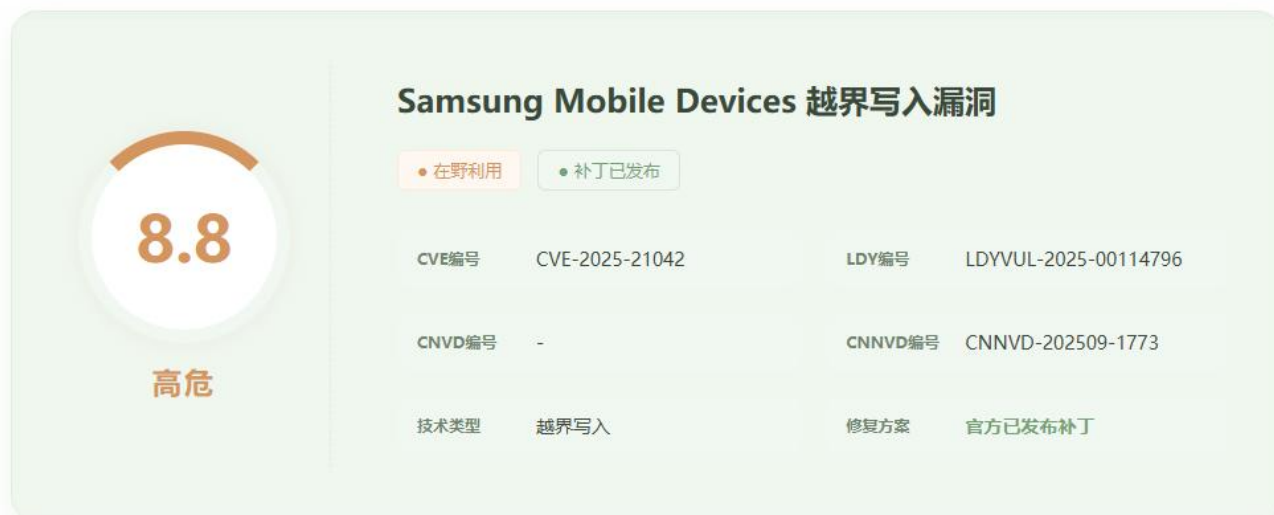 Samsung Mobile Devices 越界写入漏洞
● 在野利用 ● 补丁已发布
8.8
高危
CVE编号 CVE-2025-21042 LDY编号 LDYVUL-2025-00114796
CNVD编号 - CNNVD编号 CNNVD-202509-1773
技术类型 越界写入 修复方案 官方已发布补丁